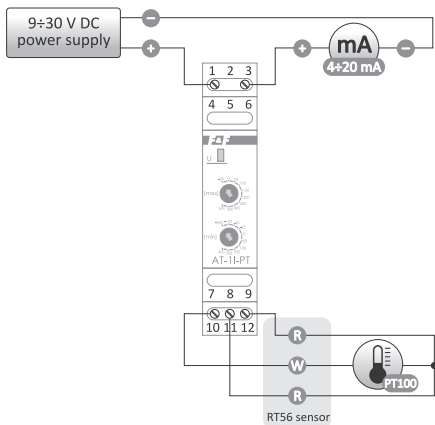 9÷30 V DC
power supply
−
+
+
mA
−
4÷20 mA
1 2 3
4 5 6
F&F
U
(max)
(min)
AT-1I-PT
7 8 9
10 11 12
R
W
PT100
R
RT56 sensor